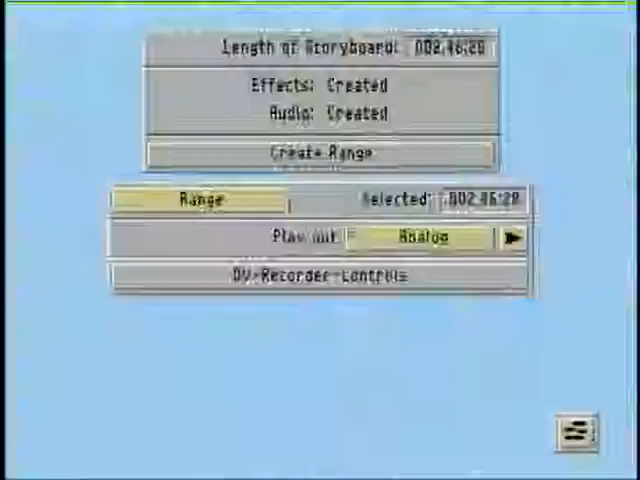 Length of Storyboard: 002.46:20
Effects: Created
Audio: Created
Create Range
Range Selected: 002.46:20
Play out Analog
DV-Recorder-Controls